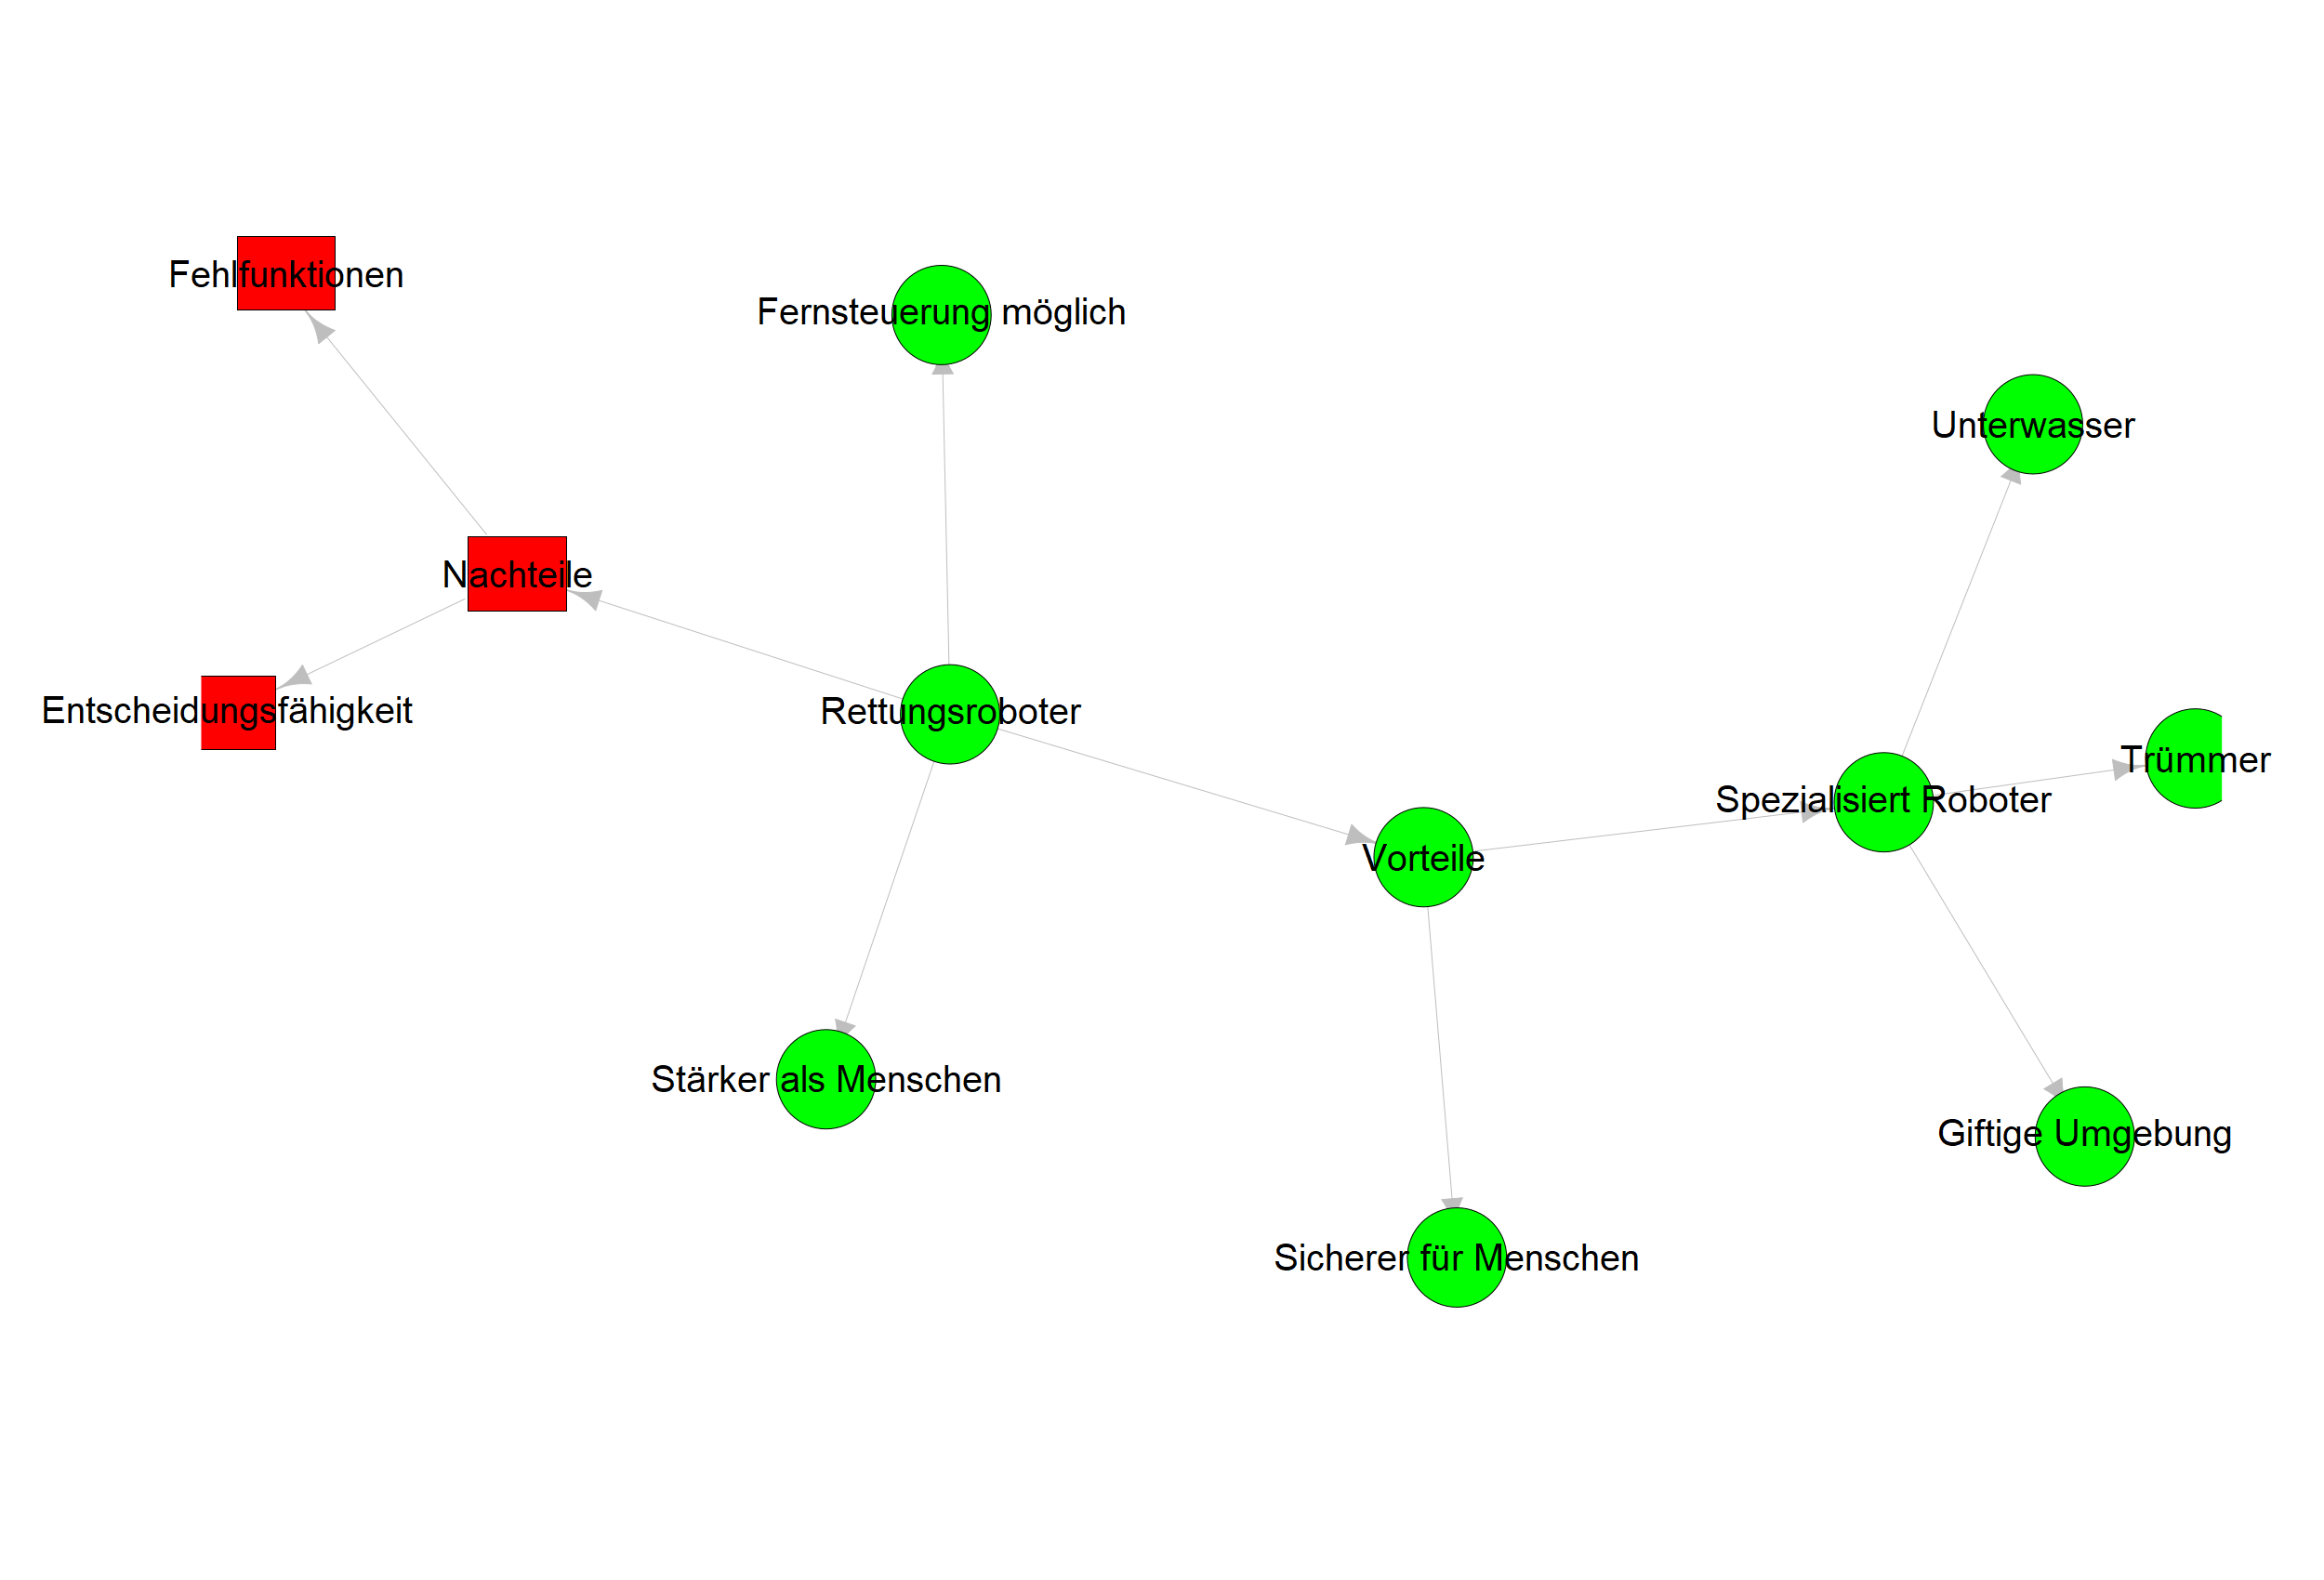 Fehlfunktionen
Fernsteuerung möglich
Unterwasser
Nachteile
Entscheidungsfähigkeit
Rettungsroboter
Trümmer
Spezialisiert Roboter
Vorteile
Stärker als Menschen
Giftige Umgebung
Sicherer für Menschen